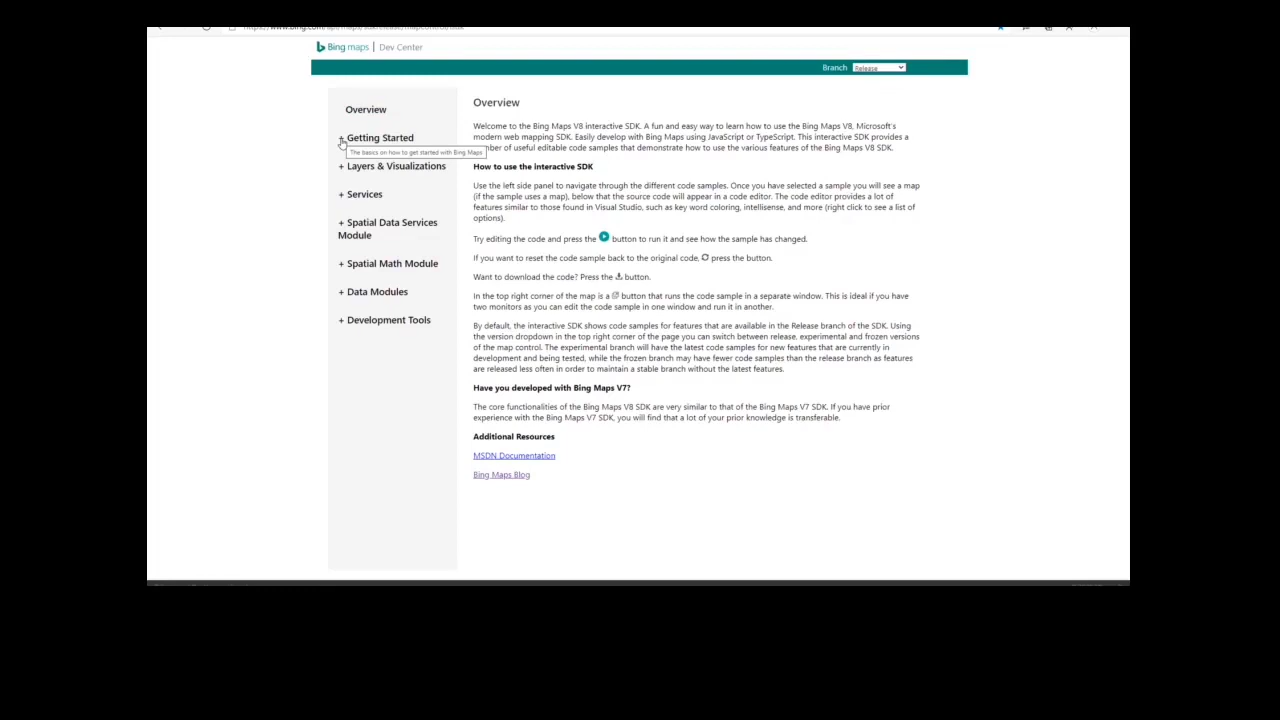 Bing maps | Dev Center
Branch Release
Overview
+ Getting Started
The basics on how to get started with Bing Maps
+ Layers & Visualizations
+ Services
+ Spatial Data Services
Module
+ Spatial Math Module
+ Data Modules
+ Development Tools
Overview
Welcome to the Bing Maps V8 interactive SDK. A fun and easy way to learn how to use the Bing Maps V8, Microsoft's
modern web mapping SDK. Easily develop with Bing Maps using JavaScript or TypeScript. This interactive SDK provides a
of useful editable code samples that demonstrate how to use the various features of the Bing Maps V8 SDK.
How to use the interactive SDK
Use the left side panel to navigate through the different code samples. Once you have selected a sample you will see a map
(if the sample uses a map), below that the source code will appear in a code editor. The code editor provides a lot of
features similar to those found in Visual Studio, such as key word coloring, intellisense, and more (right click to see a list of
options).
Try editing the code and press the button to run it and see how the sample has changed.
If you want to reset the code sample back to the original code, press the button.
Want to download the code? Press the button.
In the top right corner of the map is a button that runs the code sample in a separate window. This is ideal if you have
two monitors as you can edit the code sample in one window and run it in another.
By default, the interactive SDK shows code samples for features that are available in the Release branch of the SDK. Using
the version dropdown in the top right corner of the page you can switch between release, experimental and frozen versions
of the map control. The experimental branch will have the latest code samples for new features that are currently in
development and being tested, while the frozen branch may have fewer code samples than the release branch as features
are released less often in order to maintain a stable branch without the latest features.
Have you developed with Bing Maps V7?
The core functionalities of the Bing Maps V8 SDK are very similar to that of the Bing Maps V7 SDK. If you have prior
experience with the Bing Maps V7 SDK, you will find that a lot of your prior knowledge is transferable.
Additional Resources
MSDN Documentation
Bing Maps Blog